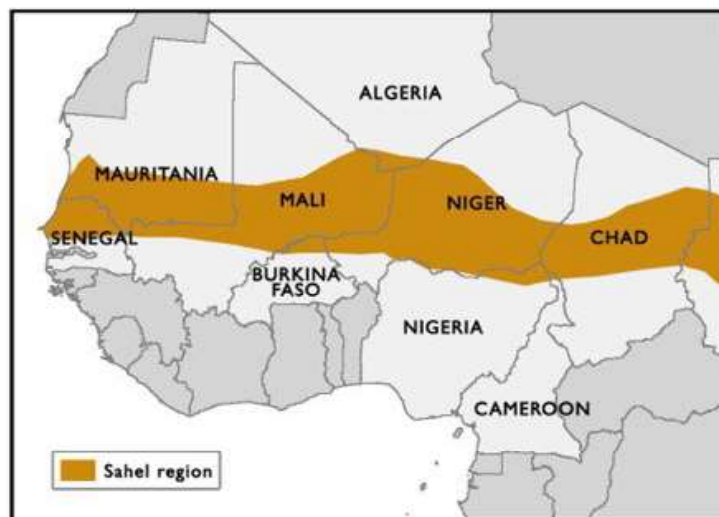 ALGERIA
MAURITANIA
MALI
NIGER
CHAD
SENEGAL
BURKINA
FASO
NIGERIA
CAMEROON
Sahel region